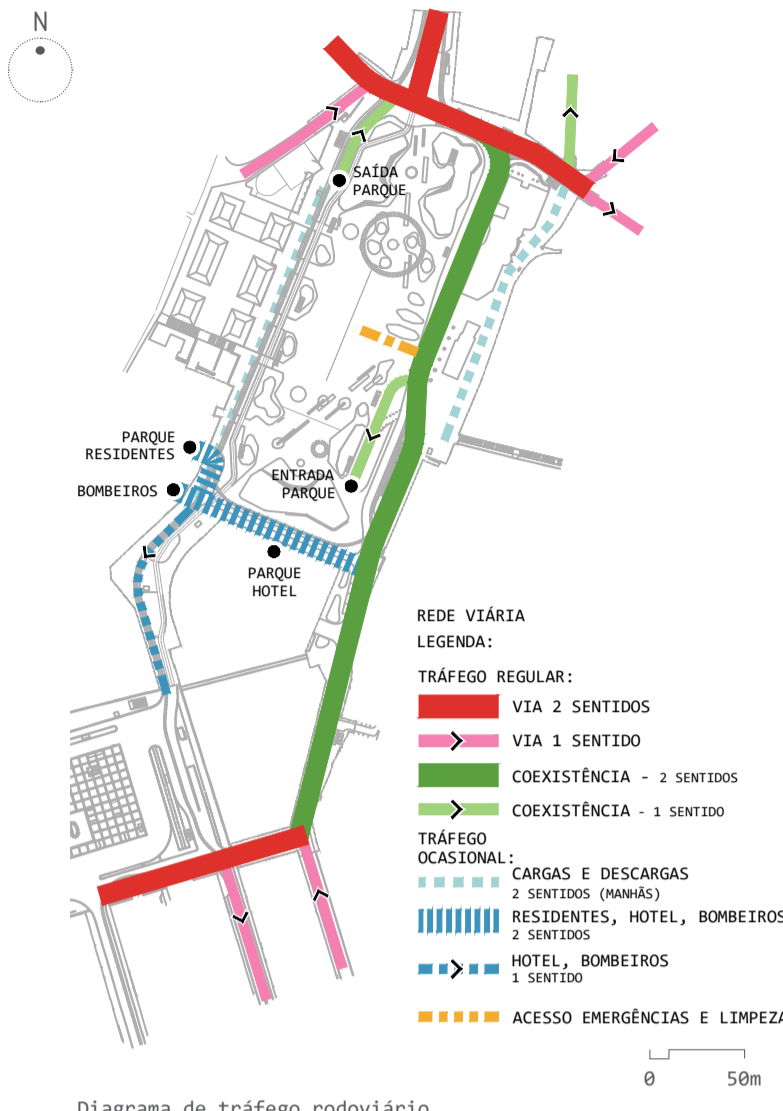 N
SAÍDA
PARQUE
PARQUE
RESIDENTES
BOMBEIROS
ENTRADA
PARQUE
PARQUE
HOTEL
REDE VIÁRIA
LEGENDA:
TRÁFEGO REGULAR:
VIA 2 SENTIDOS
VIA 1 SENTIDO
COEXISTÊNCIA - 2 SENTIDOS
COEXISTÊNCIA - 1 SENTIDO
TRÁFEGO
OCASIONAL:
CARGAS E DESCARGAS
2 SENTIDOS (MANHÃS)
RESIDENTES, HOTEL, BOMBEIROS
2 SENTIDOS
HOTEL, BOMBEIROS
1 SENTIDO
ACESSO EMERGÊNCIAS E LIMPEZA
0 50m
Diagrama de tráfego rodoviário